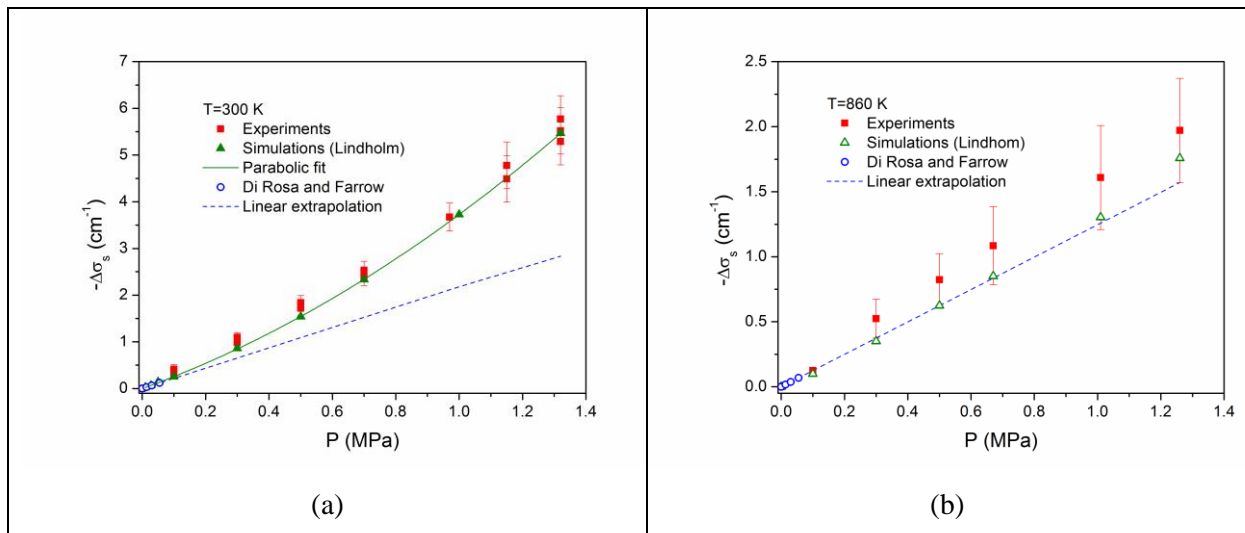 7
6
5
4
3
2
1
0
-Δσs (cm-1)
T=300 K
Experiments
Simulations (Lindholm)
Parabolic fit
Di Rosa and Farrow
Linear extrapolation
0.0 0.2 0.4 0.6 0.8 1.0 1.2 1.4
P (MPa)
(a)
2.5
2.0
1.5
1.0
0.5
0.0
-Δσs (cm-1)
T=860 K
Experiments
Simulations (Lindhom)
Di Rosa and Farrow
Linear extrapolation
0.0 0.2 0.4 0.6 0.8 1.0 1.2 1.4
P (MPa)
(b)